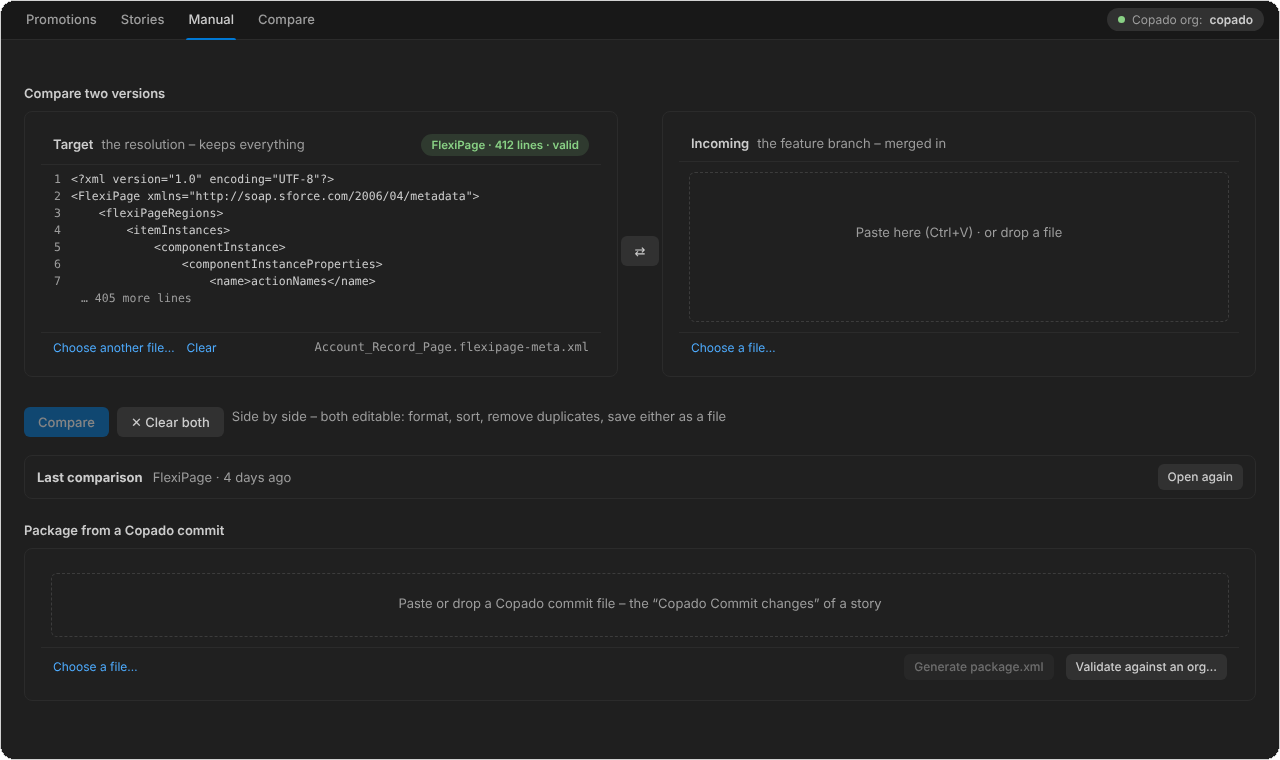 Promotions Stories Manual Compare Copado org: copado
Compare two versions
Target the resolution – keeps everything FlexiPage · 412 lines · valid
1 <?xml version="1.0" encoding="UTF-8"?>
2 <FlexiPage xmlns="http://soap.sforce.com/2006/04/metadata">
3 <flexiPageRegions>
4 <itemInstances>
5 <componentInstance>
6 <componentInstanceProperties>
7 <name>actionNames</name>
… 405 more lines
Choose another file… Clear Account_Record_Page.flexipage-meta.xml
⇄
Incoming the feature branch – merged in
Paste here (Ctrl+V) · or drop a file
Choose a file…
Compare ✕ Clear both Side by side – both editable: format, sort, remove duplicates, save either as a file
Last comparison FlexiPage · 4 days ago Open again
Package from a Copado commit
Paste or drop a Copado commit file – the “Copado Commit changes” of a story
Choose a file… Generate package.xml Validate against an org…